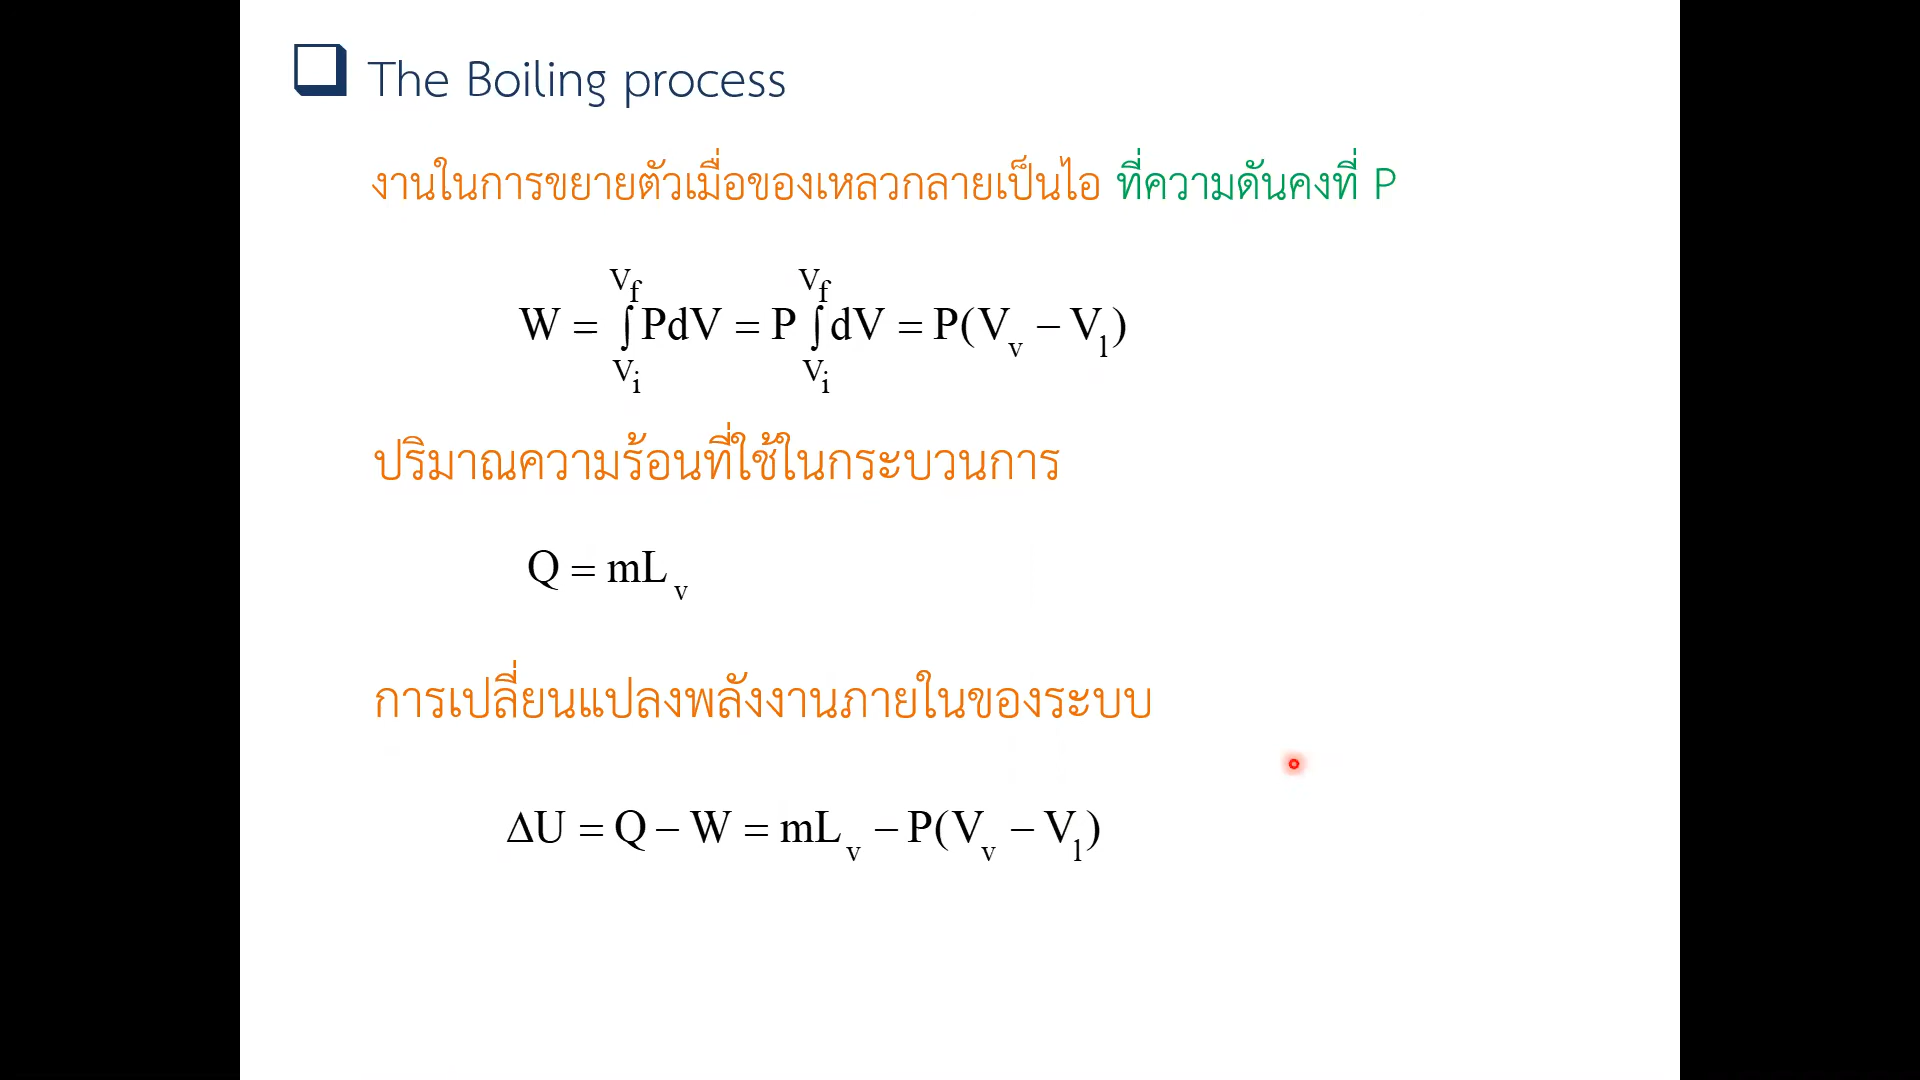 The Boiling process
งานในการขยายตัวเมื่อของเหลวกลายเป็นไอ ที่ความดันคงที่ P
W = ∫_{V_i}^{V_f} PdV = P ∫_{V_i}^{V_f} dV = P(V_v − V_l)
ปริมาณความร้อนที่ใช้ในกระบวนการ
Q = mL_v
การเปลี่ยนแปลงพลังงานภายในของระบบ
ΔU = Q − W = mL_v − P(V_v − V_l)